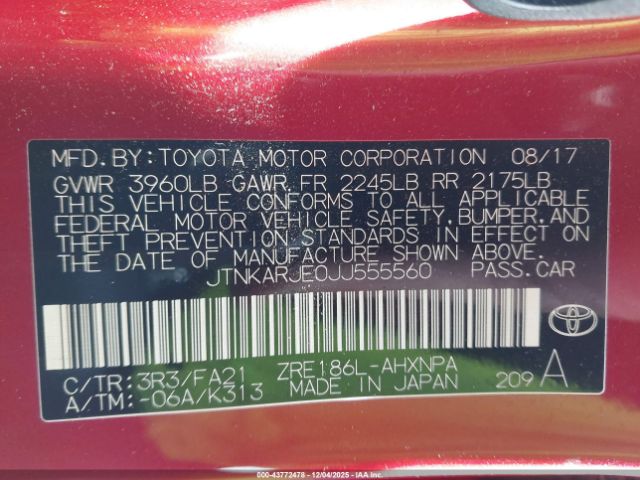 MFD.BY:TOYOTA MOTOR CORPORATION 08/17
GVWR 3960LB GAWR FR 2245LB RR 2175LB
THIS VEHICLE CONFORMS TO ALL APPLICABLE
FEDERAL MOTOR VEHICLE SAFETY,BUMPER,AND
THEFT PREVENTION STANDARDS IN EFFECT ON
THE DATE OF MANUFACTURE SHOWN ABOVE.
JTNKARJE0JJ555560 PASS.CAR
C/TR:3R3/FA21 ZRE186L-AHXNPA
A/TM:-06A/K313 MADE IN JAPAN 209 A
000-43772478 | 12/04/2025 | IAAI.COM